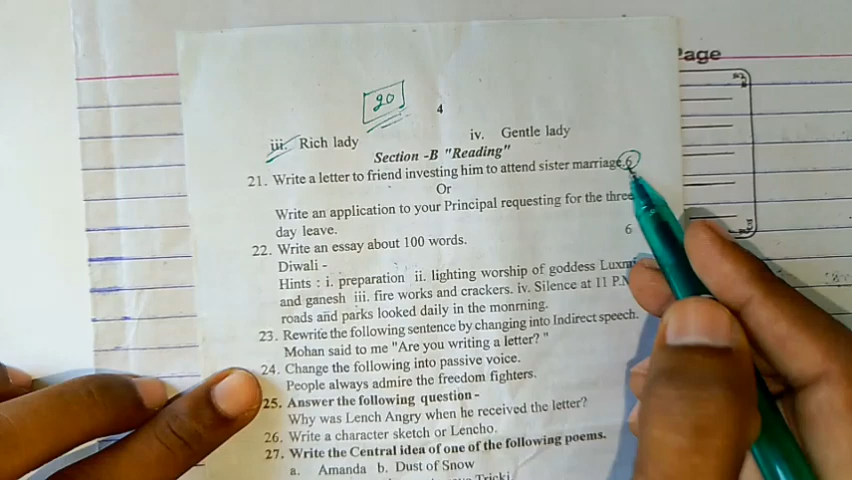 Page
20
4
iii. Rich lady iv. Gentle lady
Section -B "Reading"
21. Write a letter to friend investing him to attend sister marriage. 6
Or
Write an application to your Principal requesting for the three
day leave.
22. Write an essay about 100 words. 6
Diwali -
Hints : i. preparation ii. lighting worship of goddess Luxmi
and ganesh iii. fire works and crackers. iv. Silence at 11 P.
roads and parks looked daily in the monrming.
23. Rewrite the following sentence by changing into Indirect speech.
Mohan said to me "Are you writing a letter? "
24. Change the following into passive voice.
People always admire the freedom fighters.
25. Answer the following question -
Why was Lench Angry when he received the letter?
26. Write a character sketch or Lencho.
27. Write the Central idea of one of the following poems.
a. Amanda b. Dust of Snow
Tricki